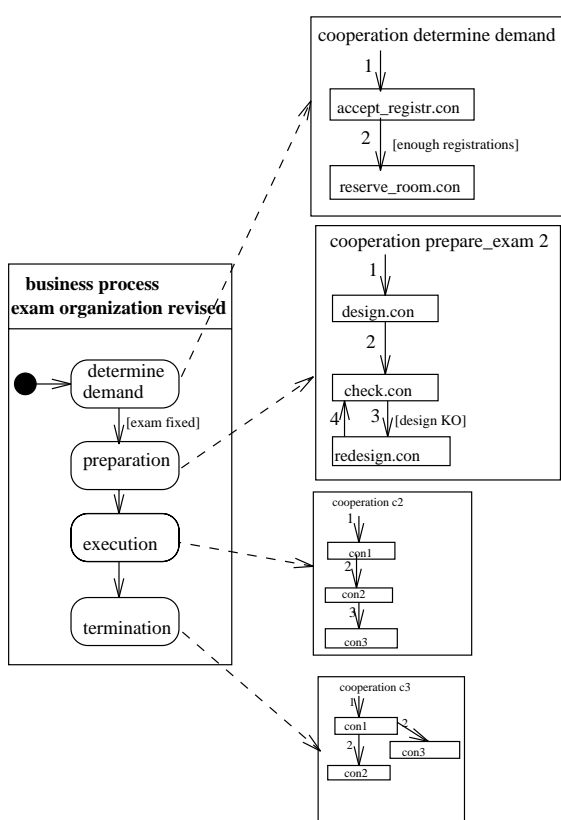 cooperation determine demand
1
accept_registr.con
2
[enough registrations]
reserve_room.con
cooperation prepare_exam 2
1
design.con
2
check.con
4
3
[design KO]
redesign.con
business process
exam organization revised
determine
demand
[exam fixed]
preparation
execution
termination
cooperation c2
1
con1
2
con2
3
con3
cooperation c3
1
con1
2
con3
2
con2